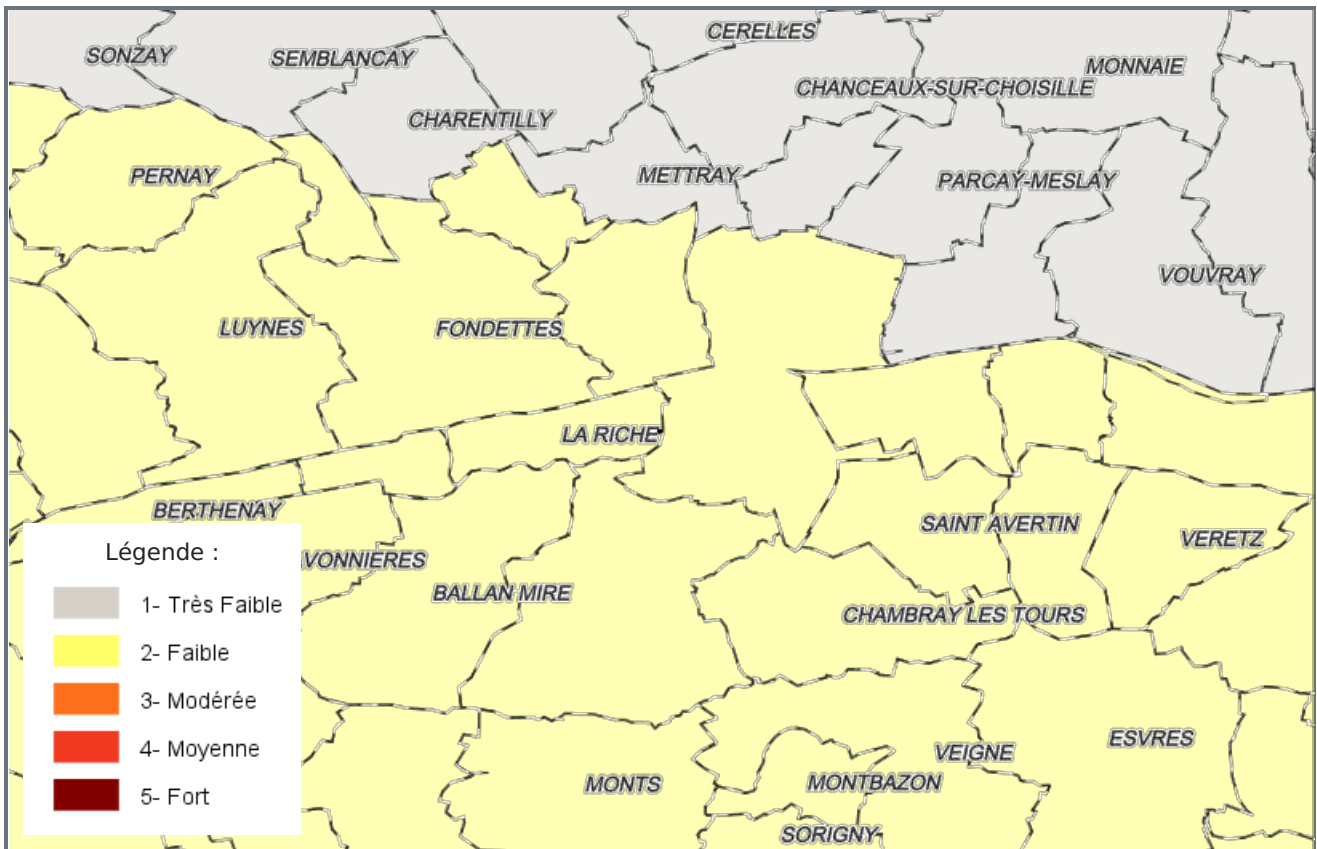 CERELLES
SONZAY
SEMBLANCAY
MONNAIE
CHANCEAUX-SUR-CHOISILLE
CHARENTILLY
PERNAY
METTRAY
PARCAY-MESLAY
VOUVRAY
LUYNES
FONDETTES
LA RICHE
BERTHENAY
SAINT AVERTIN
VERETZ
VONNIERES
BALLAN MIRE
CHAMBRAY LES TOURS
ESVRES
VEIGNE
MONTS
MONTBAZON
SORIGNY
Légende :
1- Très Faible
2- Faible
3- Modérée
4- Moyenne
5- Fort